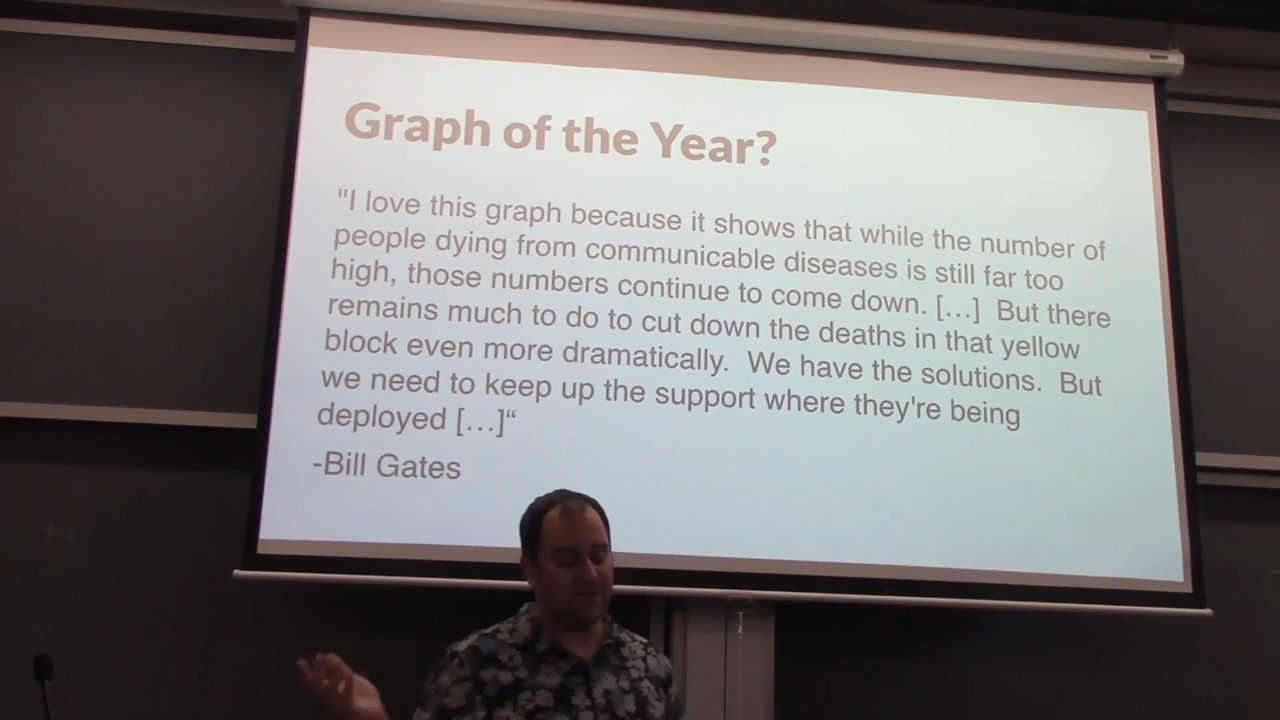 Graph of the Year?
"I love this graph because it shows that while the number of
people dying from communicable diseases is still far too
high, those numbers continue to come down. […]  But there
remains much to do to cut down the deaths in that yellow
block even more dramatically.  We have the solutions.  But
we need to keep up the support where they're being
deployed […]“
-Bill Gates